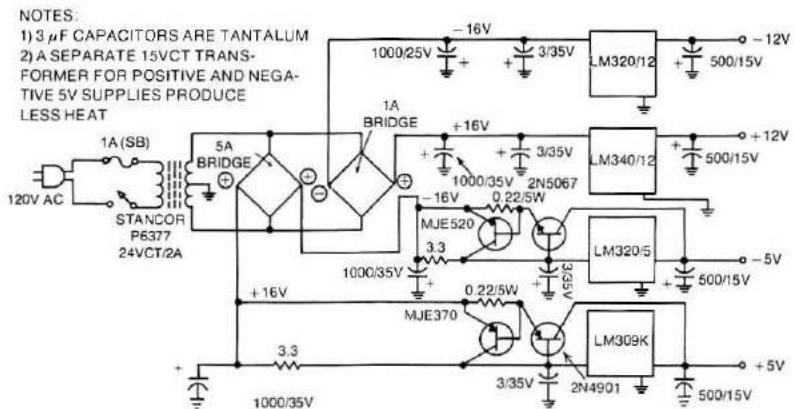 NOTES:
1) 3 µF CAPACITORS ARE TANTALUM
2) A SEPARATE 15VCT TRANS-
FORMER FOR POSITIVE AND NEGA-
TIVE 5V SUPPLIES PRODUCE
LESS HEAT
−16V
1000/25V
+
3/35V
+
LM320/12
+
500/15V
−12V
1A (SB)
5A
BRIDGE
1A
BRIDGE
+16V
+
1000/35V
+
3/35V
LM340/12
+
500/15V
+12V
120V AC
STANCOR
P6377
24VCT/2A
+
+
−
+
−16V
0.22/5W
2N5067
MJE520
3.3
1000/35V
+
3/35V
+
LM320/5
+
500/15V
−5V
+16V
0.22/5W
MJE370
3.3
+
1000/35V
3/35V
+
2N4901
LM309K
+
500/15V
+5V